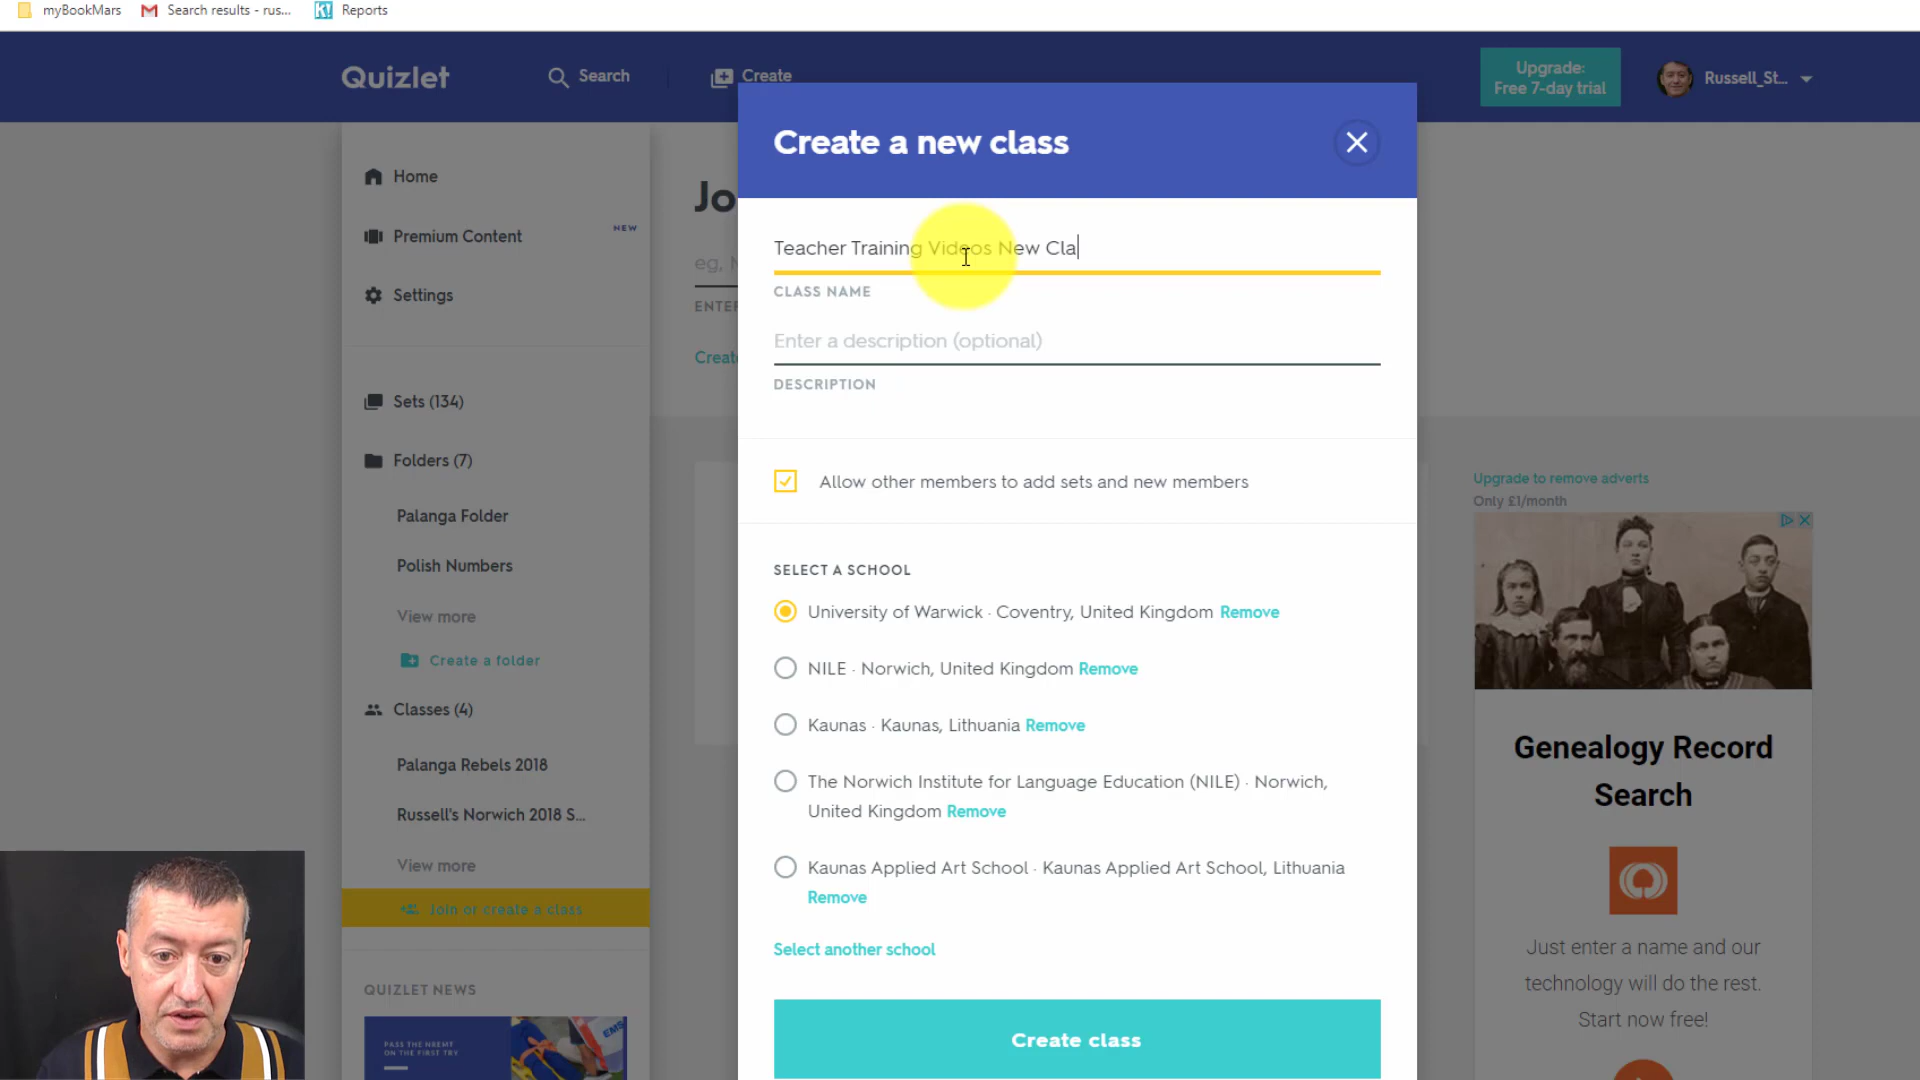 myBookMars
Search results - rus...
Reports
Quizlet
Search
Create
Upgrade:
Free 7-day trial
Russell_St...
Home
Premium Content
NEW
Settings
Sets (134)
Folders (7)
Palanga Folder
Polish Numbers
View more
Create a folder
Classes (4)
Palanga Rebels 2018
Russell's Norwich 2018 S...
View more
Join or create a class
QUIZLET NEWS
PASS THE NREMT
ON THE FIRST TRY
EMS
Jo
eg, N
ENTER
Create
Create a new class
Teacher Training Videos New Cla
CLASS NAME
Enter a description (optional)
DESCRIPTION
Allow other members to add sets and new members
SELECT A SCHOOL
University of Warwick · Coventry, United Kingdom Remove
NILE · Norwich, United Kingdom Remove
Kaunas · Kaunas, Lithuania Remove
The Norwich Institute for Language Education (NILE) · Norwich,
United Kingdom Remove
Kaunas Applied Art School · Kaunas Applied Art School, Lithuania
Remove
Select another school
Create class
Upgrade to remove adverts
Only £1/month
Genealogy Record
Search
Just enter a name and our
technology will do the rest.
Start now free!